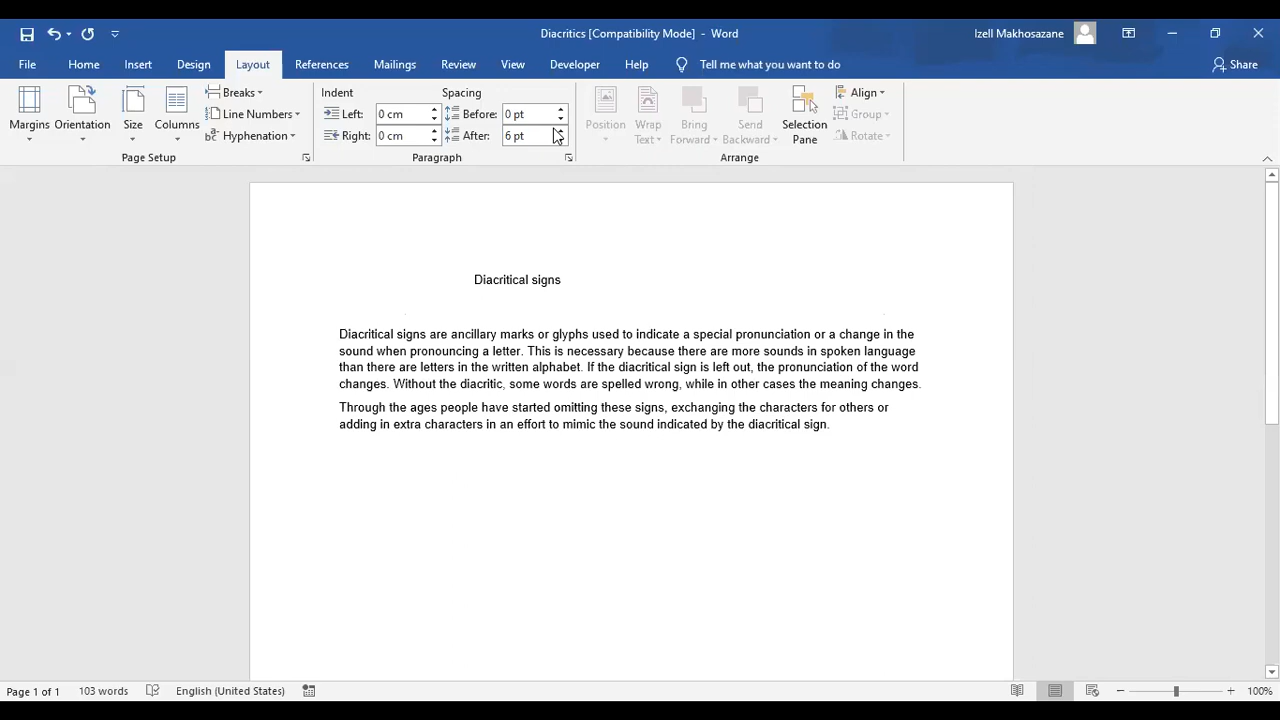 Diacritics [Compatibility Mode] - Word
Izell Makhosazane
File Home Insert Design Layout References Mailings Review View Developer Help Tell me what you want to do Share
Margins
Orientation
Size
Columns
Breaks
Line Numbers
Hyphenation
Page Setup
Indent
Left: 0 cm
Right: 0 cm
Spacing
Before: 0 pt
After: 6 pt
Paragraph
Position
Wrap
Text
Bring
Forward
Send
Backward
Selection
Pane
Align
Group
Rotate
Arrange
Diacritical signs
Diacritical signs are ancillary marks or glyphs used to indicate a special pronunciation or a change in the
sound when pronouncing a letter. This is necessary because there are more sounds in spoken language
than there are letters in the written alphabet. If the diacritical sign is left out, the pronunciation of the word
changes. Without the diacritic, some words are spelled wrong, while in other cases the meaning changes.
Through the ages people have started omitting these signs, exchanging the characters for others or
adding in extra characters in an effort to mimic the sound indicated by the diacritical sign.
Page 1 of 1 103 words English (United States) 100%